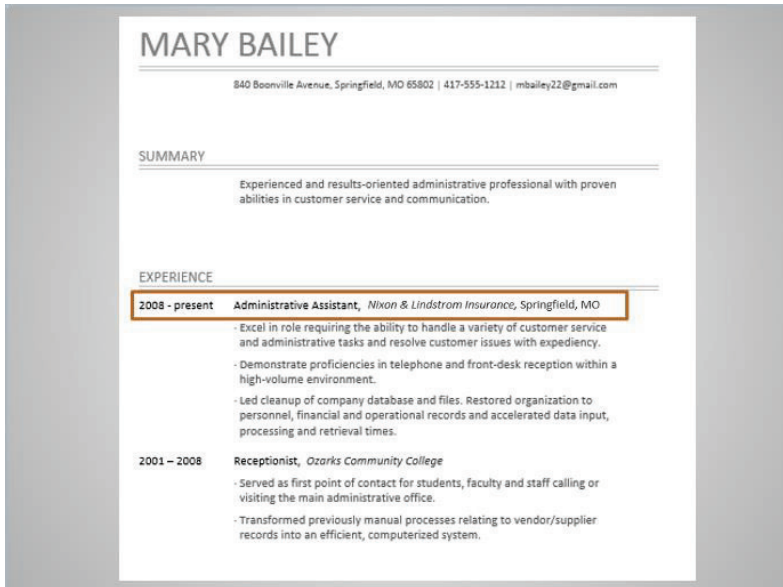 MARY BAILEY
840 Boonville Avenue, Springfield, MO 65802 | 417-555-1212 | mbailey22@gmail.com
SUMMARY
Experienced and results-oriented administrative professional with proven
abilities in customer service and communication.
EXPERIENCE
2008 - present Administrative Assistant, Nixon & Lindstrom Insurance, Springfield, MO
· Excel in role requiring the ability to handle a variety of customer service
and administrative tasks and resolve customer issues with expediency.
· Demonstrate proficiencies in telephone and front-desk reception within a
high-volume environment.
· Led cleanup of company database and files. Restored organization to
personnel, financial and operational records and accelerated data input,
processing and retrieval times.
2001 – 2008 Receptionist, Ozarks Community College
· Served as first point of contact for students, faculty and staff calling or
visiting the main administrative office.
· Transformed previously manual processes relating to vendor/supplier
records into an efficient, computerized system.